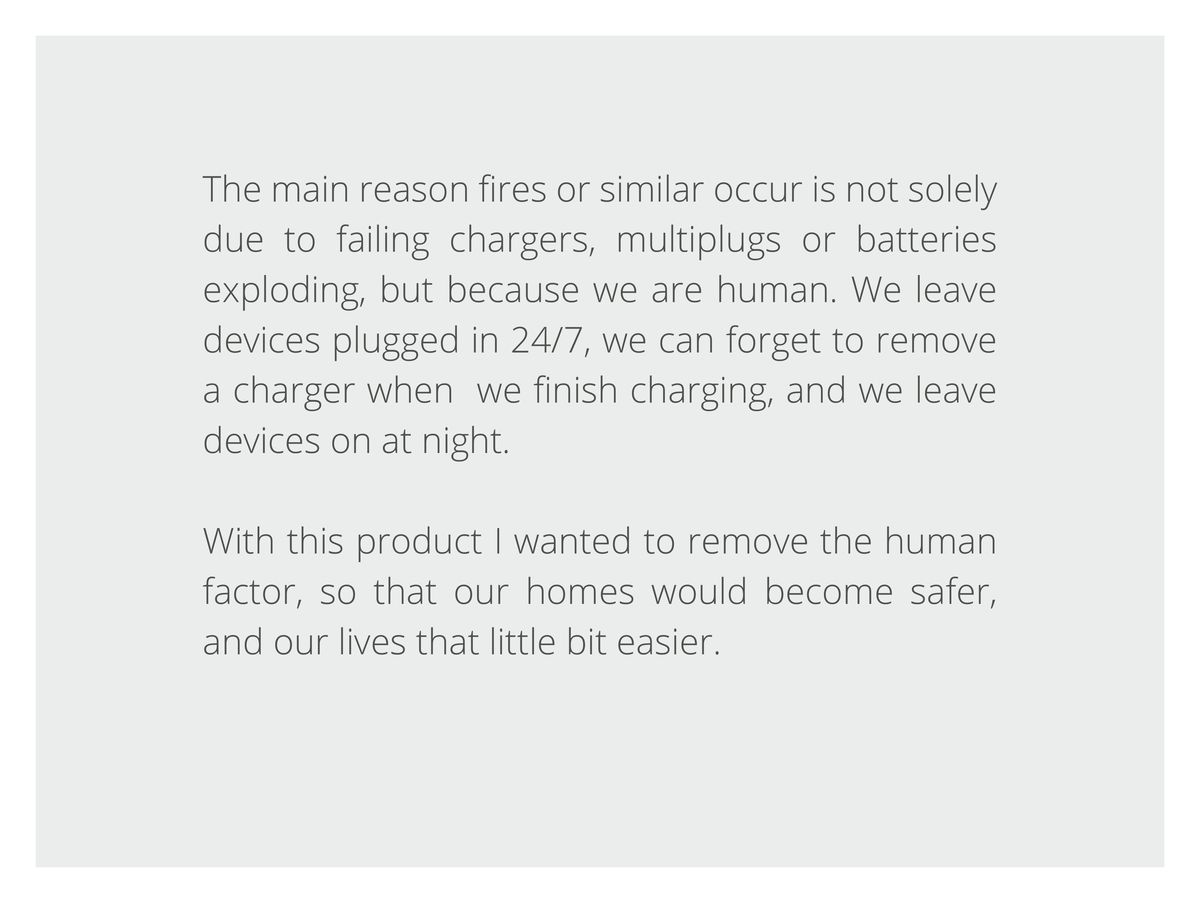 The main reason fires or similar occur is not solely
due to failing chargers, multiplugs or batteries
exploding, but because we are human. We leave
devices plugged in 24/7, we can forget to remove
a charger when  we finish charging, and we leave
devices on at night.

With this product I wanted to remove the human
factor, so that our homes would become safer,
and our lives that little bit easier.